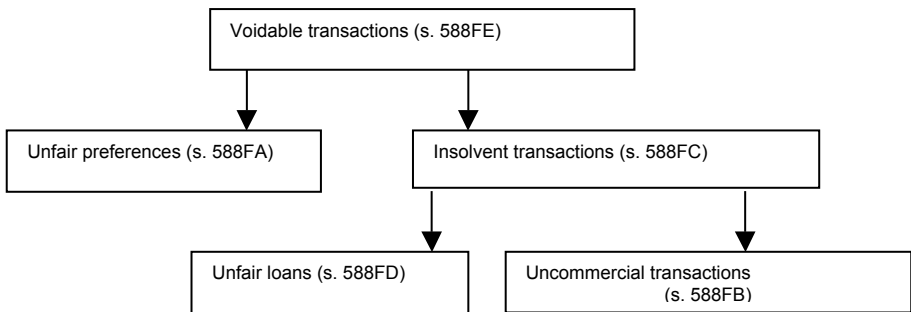 Voidable transactions (s. 588FE)
Unfair preferences (s. 588FA)
Insolvent transactions (s. 588FC)
Unfair loans (s. 588FD)
Uncommercial transactions
(s. 588FB)